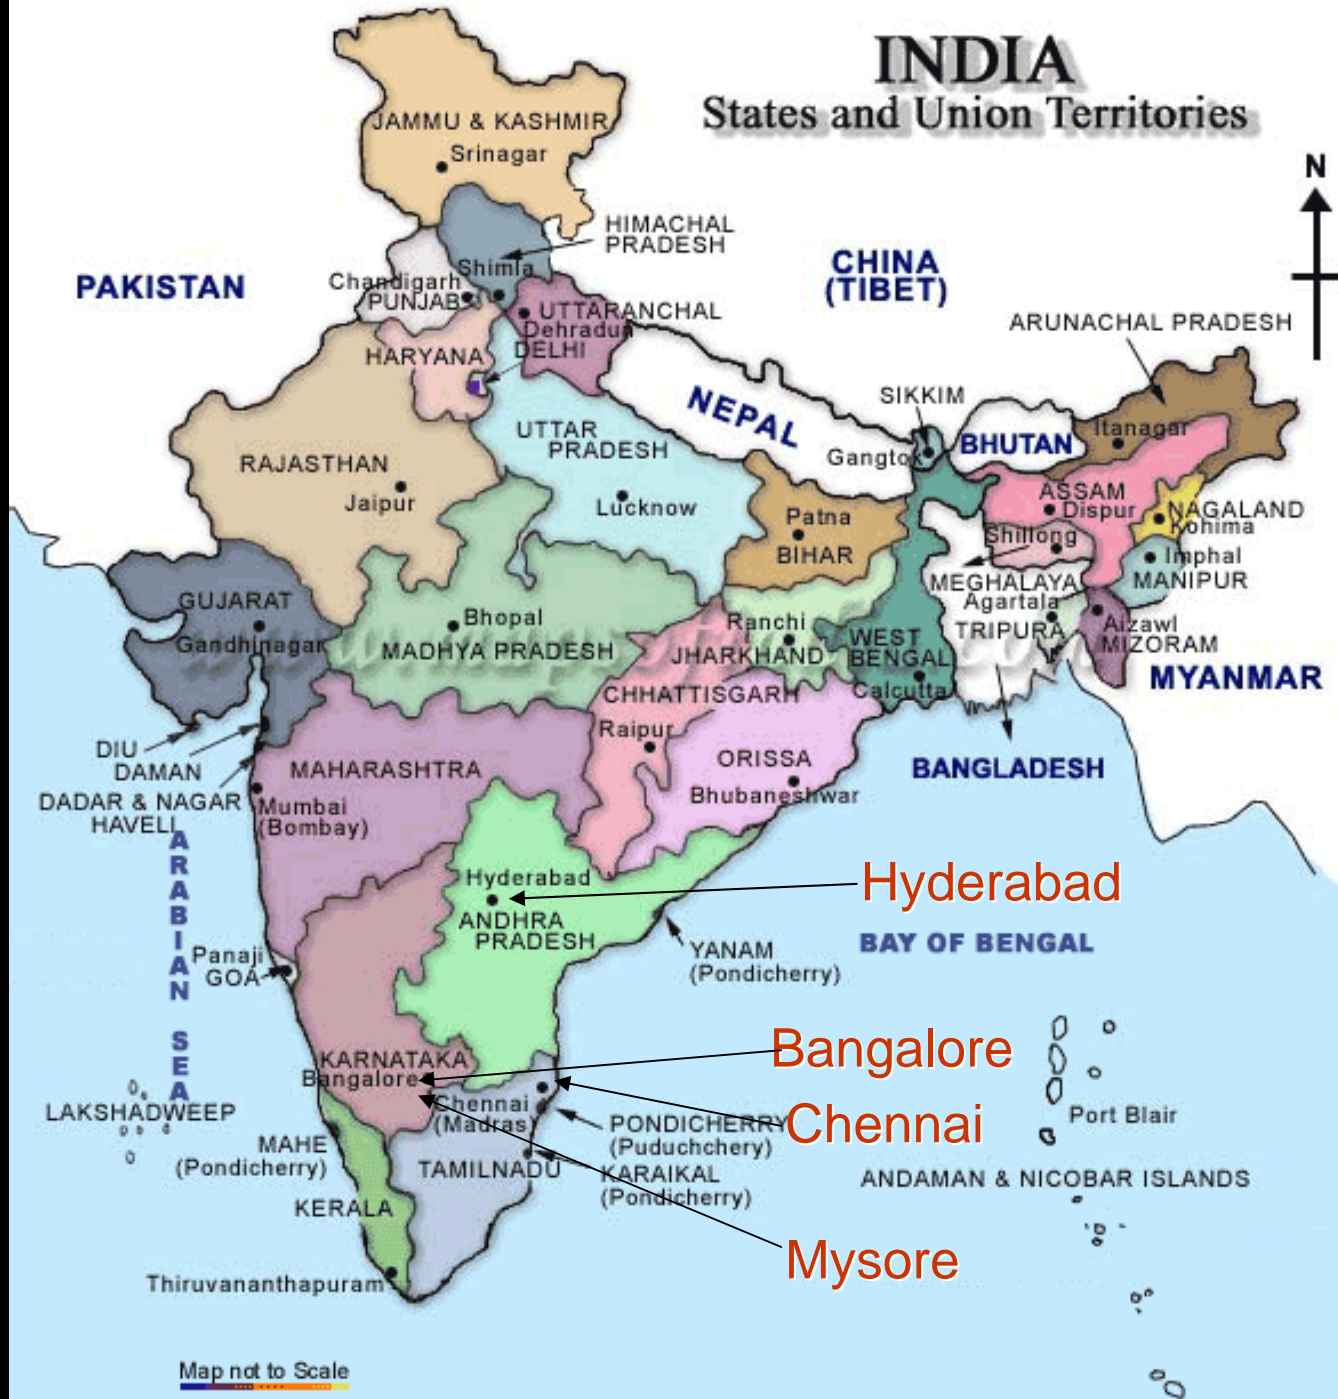 INDIA
States and Union Territories
N
JAMMU & KASHMIR
Srinagar
HIMACHAL
PRADESH
PAKISTAN
CHINA
(TIBET)
Shimla
Chandigarh
PUNJAB
UTTARANCHAL
Dehradun
DELHI
HARYANA
ARUNACHAL PRADESH
NEPAL
SIKKIM
BHUTAN
Itanagar
Gangtok
UTTAR
PRADESH
Lucknow
RAJASTHAN
Jaipur
Patna
BIHAR
ASSAM
Dispur
NAGALAND
Kohima
Shillong
Imphal
MANIPUR
MEGHALAYA
Agartala
TRIPURA
Aizawl
MIZORAM
MYANMAR
GUJARAT
Gandhinagar
Bhopal
MADHYA PRADESH
Ranchi
JHARKHAND
WEST
BENGAL
Calcutta
CHHATTISGARH
Raipur
ORISSA
Bhubaneshwar
BANGLADESH
DIU
DAMAN
DADAR & NAGAR
HAVELI
MAHARASHTRA
Mumbai
(Bombay)
ARABIAN SEA
Hyderabad
ANDHRA
PRADESH
Hyderabad
YANAM
(Pondicherry)
BAY OF BENGAL
Panaji
GOA
KARNATAKA
Bangalore
Bangalore
Chennai
(Madras)
Chennai
PONDICHERRY
(Puduchchery)
LAKSHADWEEP
MAHE
(Pondicherry)
TAMILNADU
KARAIKAL
(Pondicherry)
Port Blair
ANDAMAN & NICOBAR ISLANDS
KERALA
Mysore
Thiruvananthapuram
Map not to Scale